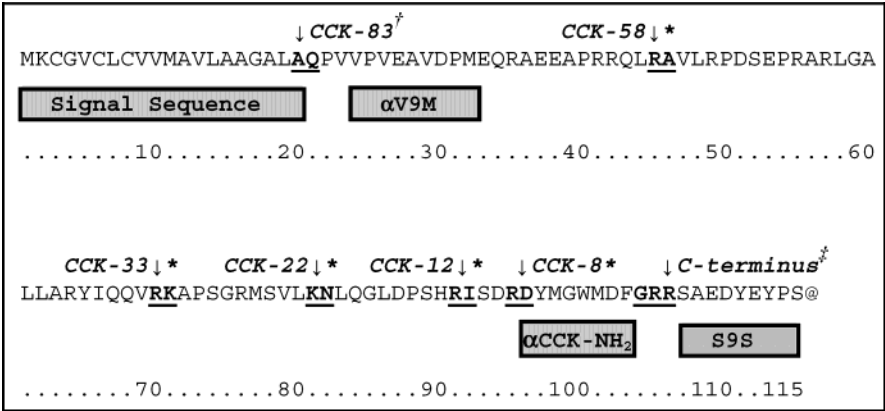 ↓CCK-83† CCK-58↓*
MKCGVCLCVVMAVLAAGALAQPVVPVEAVDPMEQRAEEAPRRQLRAVLRPDSEPRARLGA
Signal Sequence αV9M
........10........20........30........40........50........60
CCK-33↓* CCK-22↓* CCK-12↓* ↓CCK-8* ↓C-terminus‡
LLARYIQQVRKAPSGRMSVLKNLQGLDPSHRISDRDYMGWMDFGRRSAEDYEYPS@
αCCK-NH₂ S9S
........70........80........90........100.......110..115